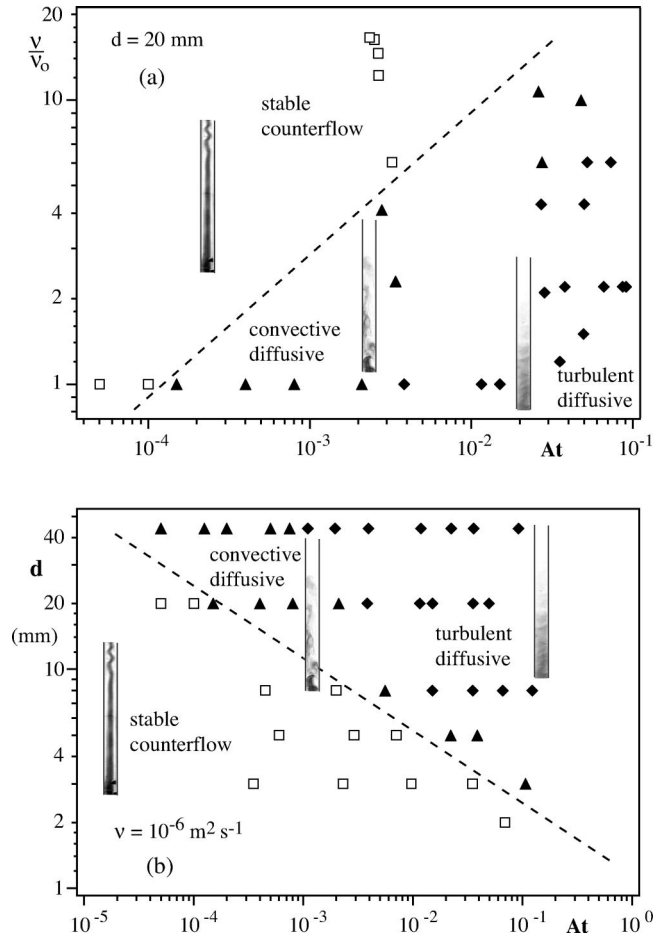 20
ν
ν₀
d = 20 mm
(a)
10
stable
counterflow
4
2
convective
diffusive
turbulent
diffusive
1
10⁻⁴
10⁻³
10⁻²
10⁻¹
At
40
convective
diffusive
d
20
(mm)
turbulent
diffusive
10
stable
counterflow
4
2
ν = 10⁻⁶ m² s⁻¹
(b)
1
10⁻⁵
10⁻⁴
10⁻³
10⁻²
10⁻¹
At
10⁰